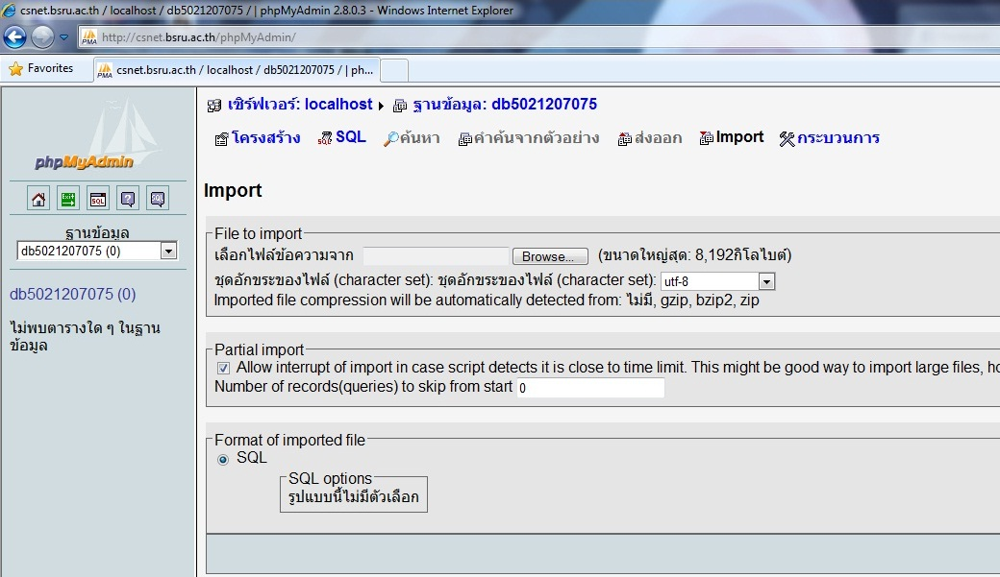 csnet.bsru.ac.th / localhost / db5021207075 / | phpMyAdmin 2.8.0.3 - Windows Internet Explorer
PMA http://csnet.bsru.ac.th/phpMyAdmin/
Favorites PMA csnet.bsru.ac.th / localhost / db5021207075 / | ph...
phpMyAdmin
Exit SQL ? SQL
ฐานข้อมูล
db5021207075 (0)
db5021207075 (0)
ไม่พบตารางใด ๆ ในฐาน
ข้อมูล
เซิร์ฟเวอร์: localhost ฐานข้อมูล: db5021207075
โครงสร้าง SQL ค้นหา คำค้นจากตัวอย่าง ส่งออก Import กระบวนการ
Import
File to import
เลือกไฟล์ข้อความจาก Browse... (ขนาดใหญ่สุด: 8,192กิโลไบต์)
ชุดอักขระของไฟล์ (character set): ชุดอักขระของไฟล์ (character set): utf-8
Imported file compression will be automatically detected from: ไม่มี, gzip, bzip2, zip
Partial import
Allow interrupt of import in case script detects it is close to time limit. This might be good way to import large files, ho
Number of records(queries) to skip from start 0
Format of imported file
SQL
SQL options
รูปแบบนี้ไม่มีตัวเลือก